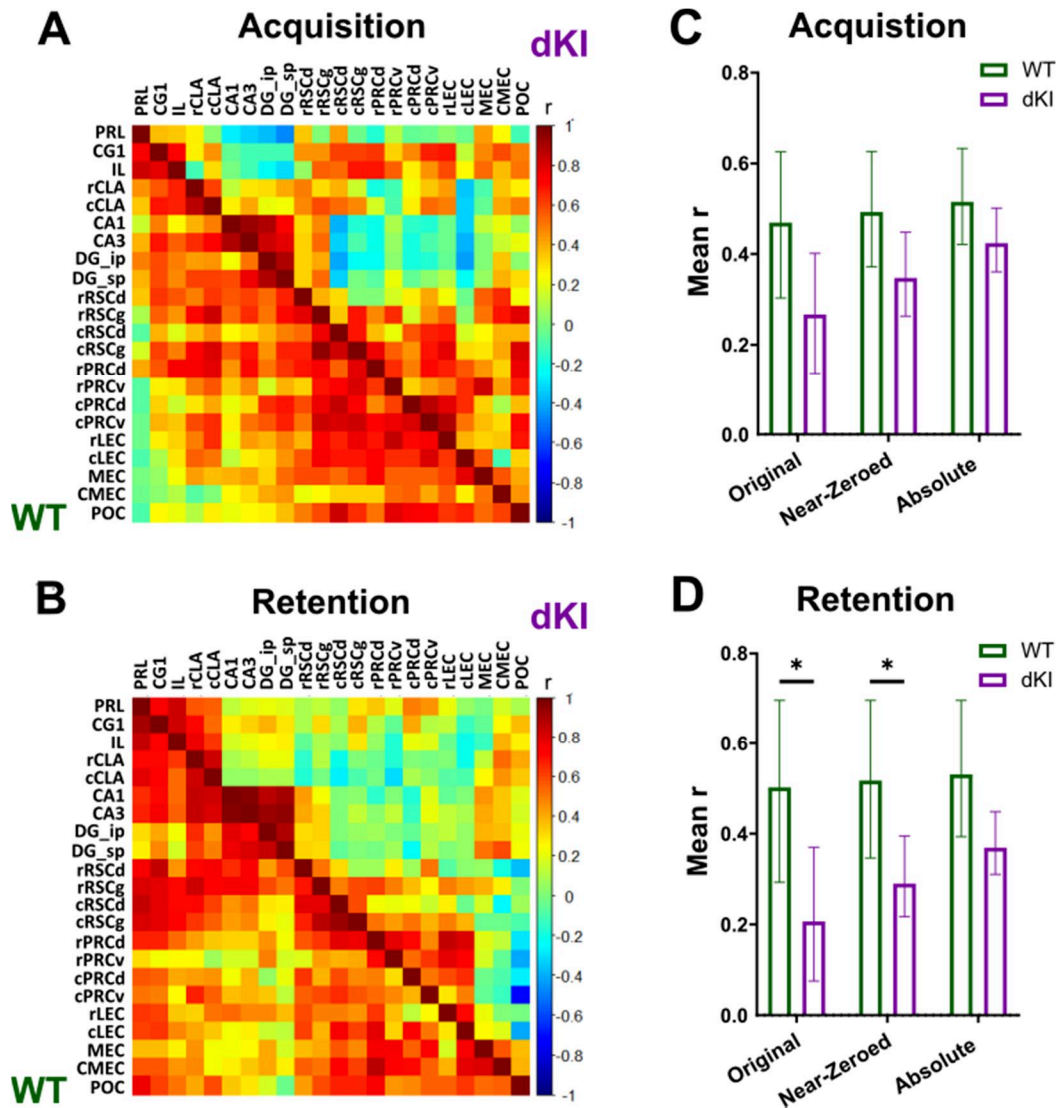 A
Acquisition
dKI
PRL CG1 IL rCLA cCLA CA1 CA3 DG_ip DG_sp rRSCd rRSCg cRSCd cRSCg rPRCd rPRCv cPRCd cPRCv rLEC cLEC MEC CMEC POC
r
PRL
CG1
IL
rCLA
cCLA
CA1
CA3
DG_ip
DG_sp
rRSCd
rRSCg
cRSCd
cRSCg
rPRCd
rPRCv
cPRCd
cPRCv
rLEC
cLEC
MEC
CMEC
POC
WT
1
0.8
0.6
0.4
0.2
0
-0.2
-0.4
-0.6
-0.8
-1
C
Acquistion
WT
dKI
Mean r
0.8
0.6
0.4
0.2
0.0
Original
Near-Zeroed
Absolute
B
Retention
dKI
PRL CG1 IL rCLA cCLA CA1 CA3 DG_ip DG_sp rRSCd rRSCg cRSCd cRSCg rPRCd rPRCv cPRCd cPRCv rLEC cLEC MEC CMEC POC
r
PRL
CG1
IL
rCLA
cCLA
CA1
CA3
DG_ip
DG_sp
rRSCd
rRSCg
cRSCd
cRSCg
rPRCd
rPRCv
cPRCd
cPRCv
rLEC
cLEC
MEC
CMEC
POC
WT
1
0.8
0.6
0.4
0.2
0
-0.2
-0.4
-0.6
-0.8
-1
D
Retention
WT
dKI
* *
Mean r
0.8
0.6
0.4
0.2
0.0
Original
Near-Zeroed
Absolute